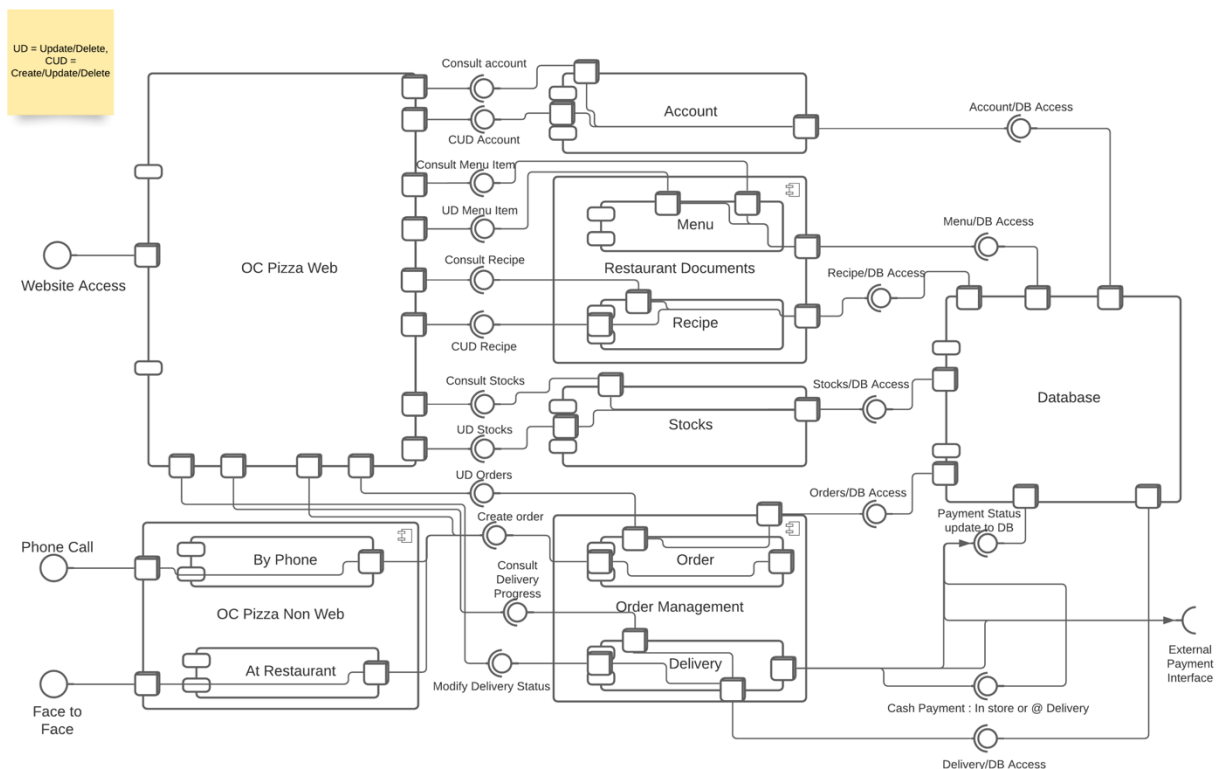 UD = Update/Delete,
CUD =
Create/Update/Delete
Consult account
Account
CUD Account
Account/DB Access
Consult Menu Item
UD Menu Item
Menu
Menu/DB Access
OC Pizza Web
Website Access
Restaurant Documents
Consult Recipe
Recipe/DB Access
Recipe
CUD Recipe
Consult Stocks
Stocks/DB Access
Database
UD Stocks
Stocks
UD Orders
Orders/DB Access
Create order
Payment Status
update to DB
Phone Call
By Phone
Order
Consult
Delivery
Progress
OC Pizza Non Web
Order Management
At Restaurant
Delivery
External
Payment
Interface
Modify Delivery Status
Face to
Face
Cash Payment : In store or @ Delivery
Delivery/DB Access